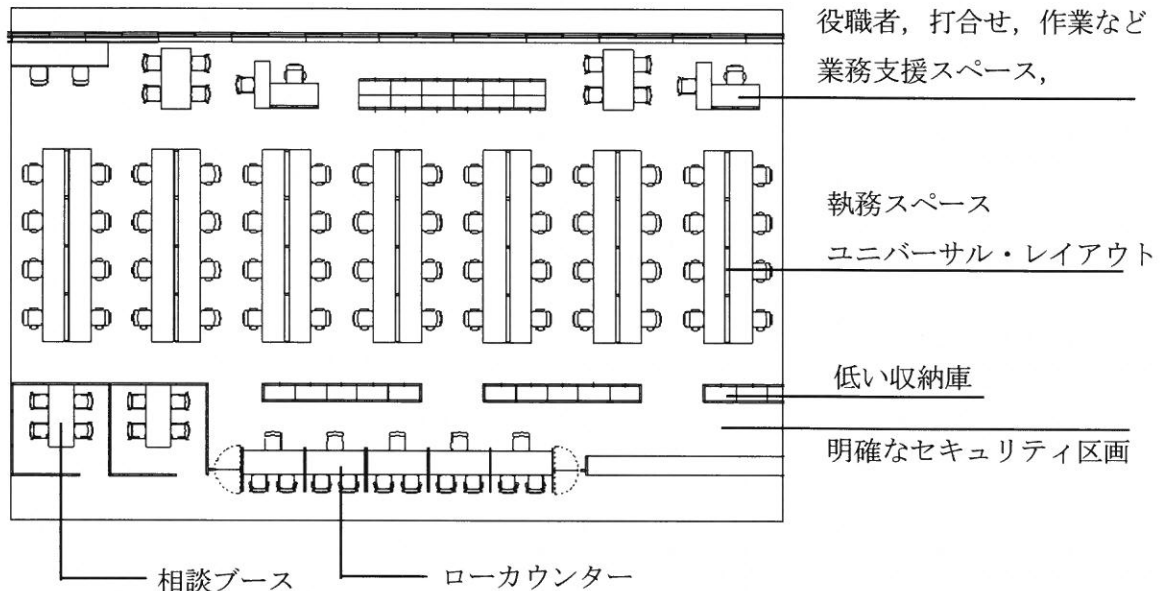 役職者，打合せ，作業など
業務支援スペース，
執務スペース
ユニバーサル・レイアウト
低い収納庫
明確なセキュリティ区画
相談ブース
ローカウンター